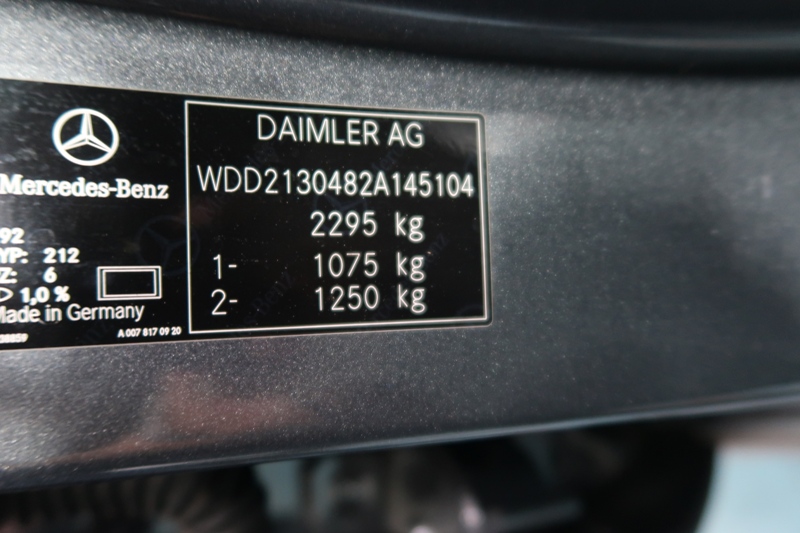 Mercedes-Benz
92
YP: 212
Z: 6
1,0 %
Made in Germany
38859
A 007 817 09 20
DAIMLER AG
WDD2130482A145104
2295 kg
1- 1075 kg
2- 1250 kg